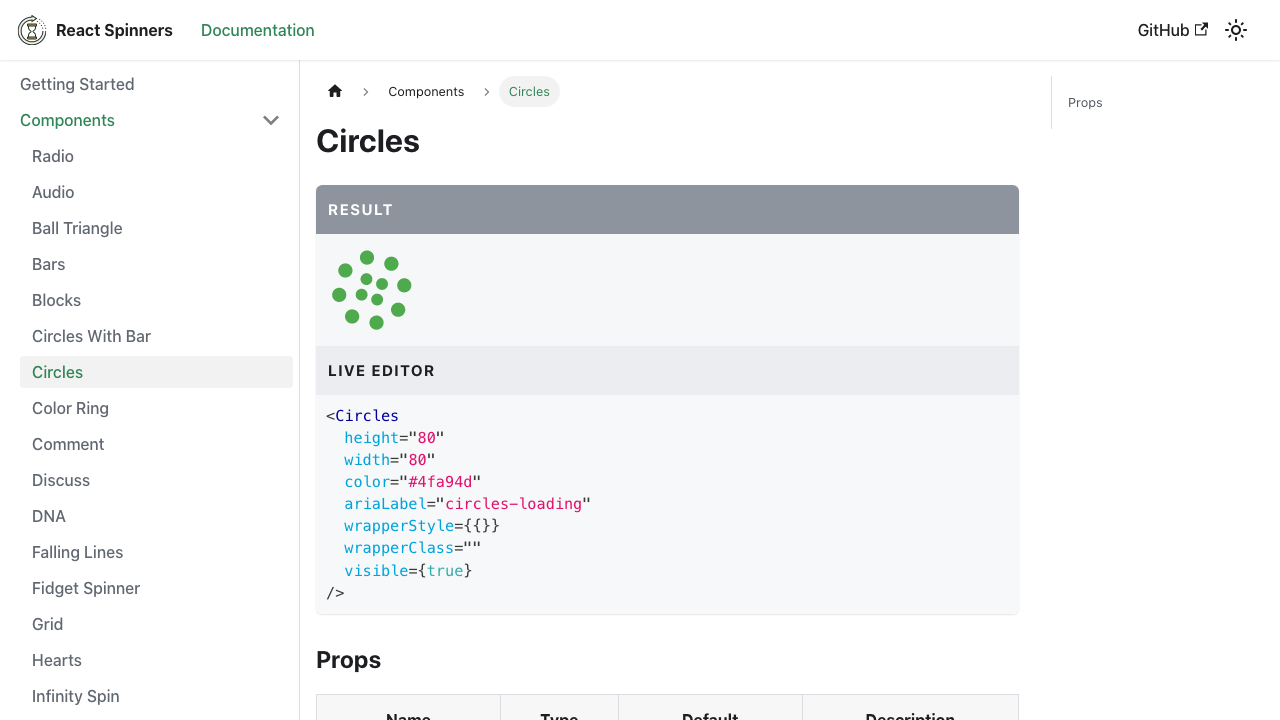 React Spinners
Documentation
GitHub
Getting Started
Components
Radio
Audio
Ball Triangle
Bars
Blocks
Circles With Bar
Circles
Color Ring
Comment
Discuss
DNA
Falling Lines
Fidget Spinner
Grid
Hearts
Infinity Spin
Components
Circles
Circles
RESULT
LIVE EDITOR
<Circles
  height="80"
  width="80"
  color="#4fa94d"
  ariaLabel="circles-loading"
  wrapperStyle={{}}
  wrapperClass=""
  visible={true}
/>
Props
Name Type Default Description
Props